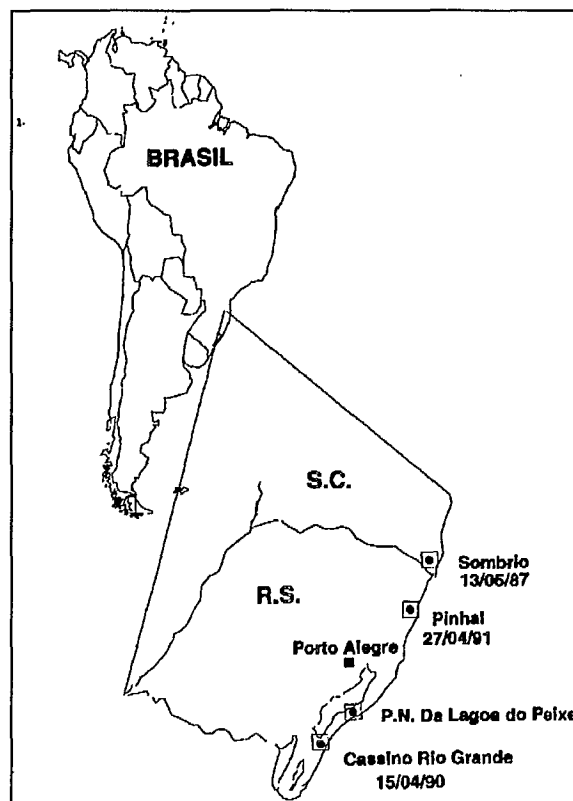 1.
BRASIL
S.C.
Sombrio
13/05/87
R.S.
Pinhal
27/04/91
Porto Alegre
P.N. Da Lagoa do Peixe
Cassino Rio Grande
15/04/90